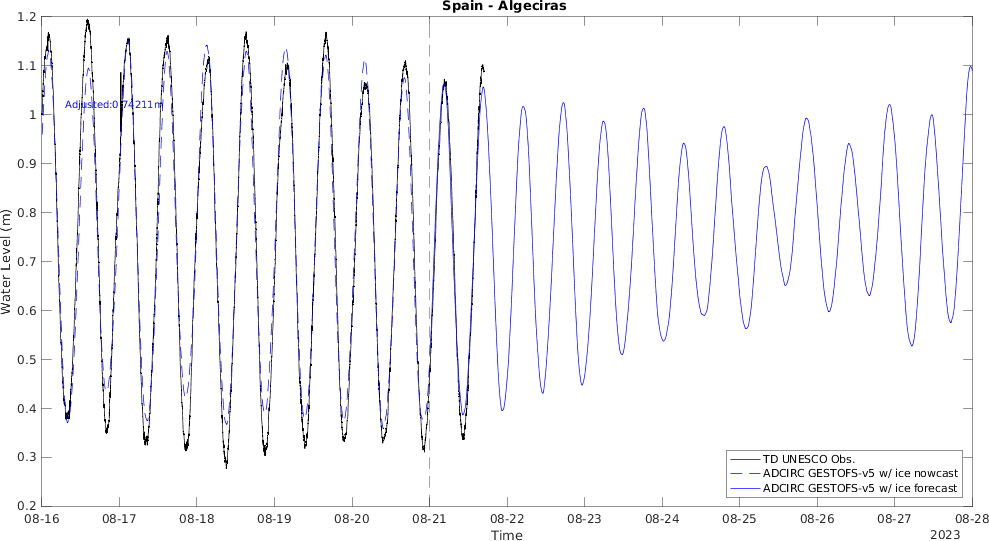 Spain - Algeciras
1.2
1.1
1
0.9
0.8
0.7
0.6
0.5
0.4
0.3
0.2
Water Level (m)
Adjusted:0.74211m
TD UNESCO Obs.
ADCIRC GESTOFS-v5 w/ ice nowcast
ADCIRC GESTOFS-v5 w/ ice forecast
08-16 08-17 08-18 08-19 08-20 08-21 08-22 08-23 08-24 08-25 08-26 08-27 08-28
Time
2023